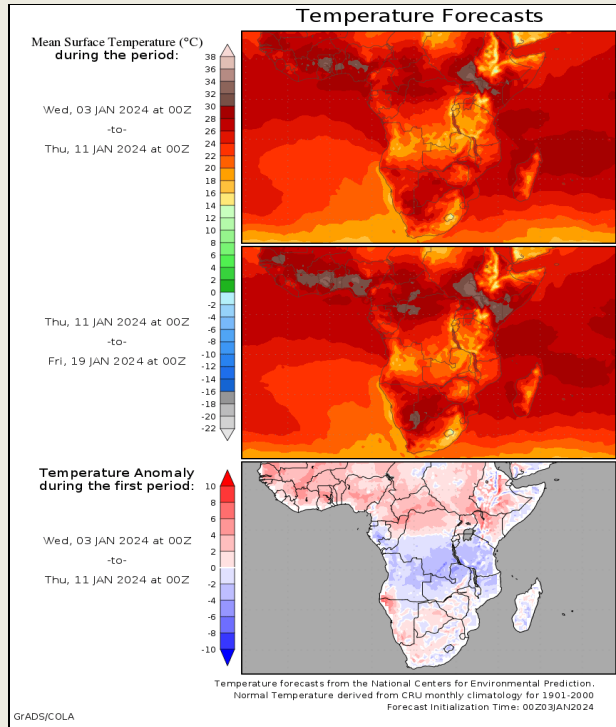 Temperature Forecasts
Mean Surface Temperature (°C)
during the period:
Wed, 03 JAN 2024 at 00Z
-to-
Thu, 11 JAN 2024 at 00Z
38
36
34
32
30
28
26
24
22
20
18
16
14
12
10
8
6
4
2
0
-2
-4
-6
-8
-10
-12
-14
-16
-18
-20
-22
Thu, 11 JAN 2024 at 00Z
-to-
Fri, 19 JAN 2024 at 00Z
Temperature Anomaly
during the first period:
Wed, 03 JAN 2024 at 00Z
-to-
Thu, 11 JAN 2024 at 00Z
10
8
6
4
2
0
-2
-4
-6
-8
-10
Temperature forecasts from the National Centers for Environmental Prediction.
Normal Temperature derived from CRU monthly climatology for 1901-2000
Forecast Initialization Time: 00Z03JAN2024
GrADS/COLA